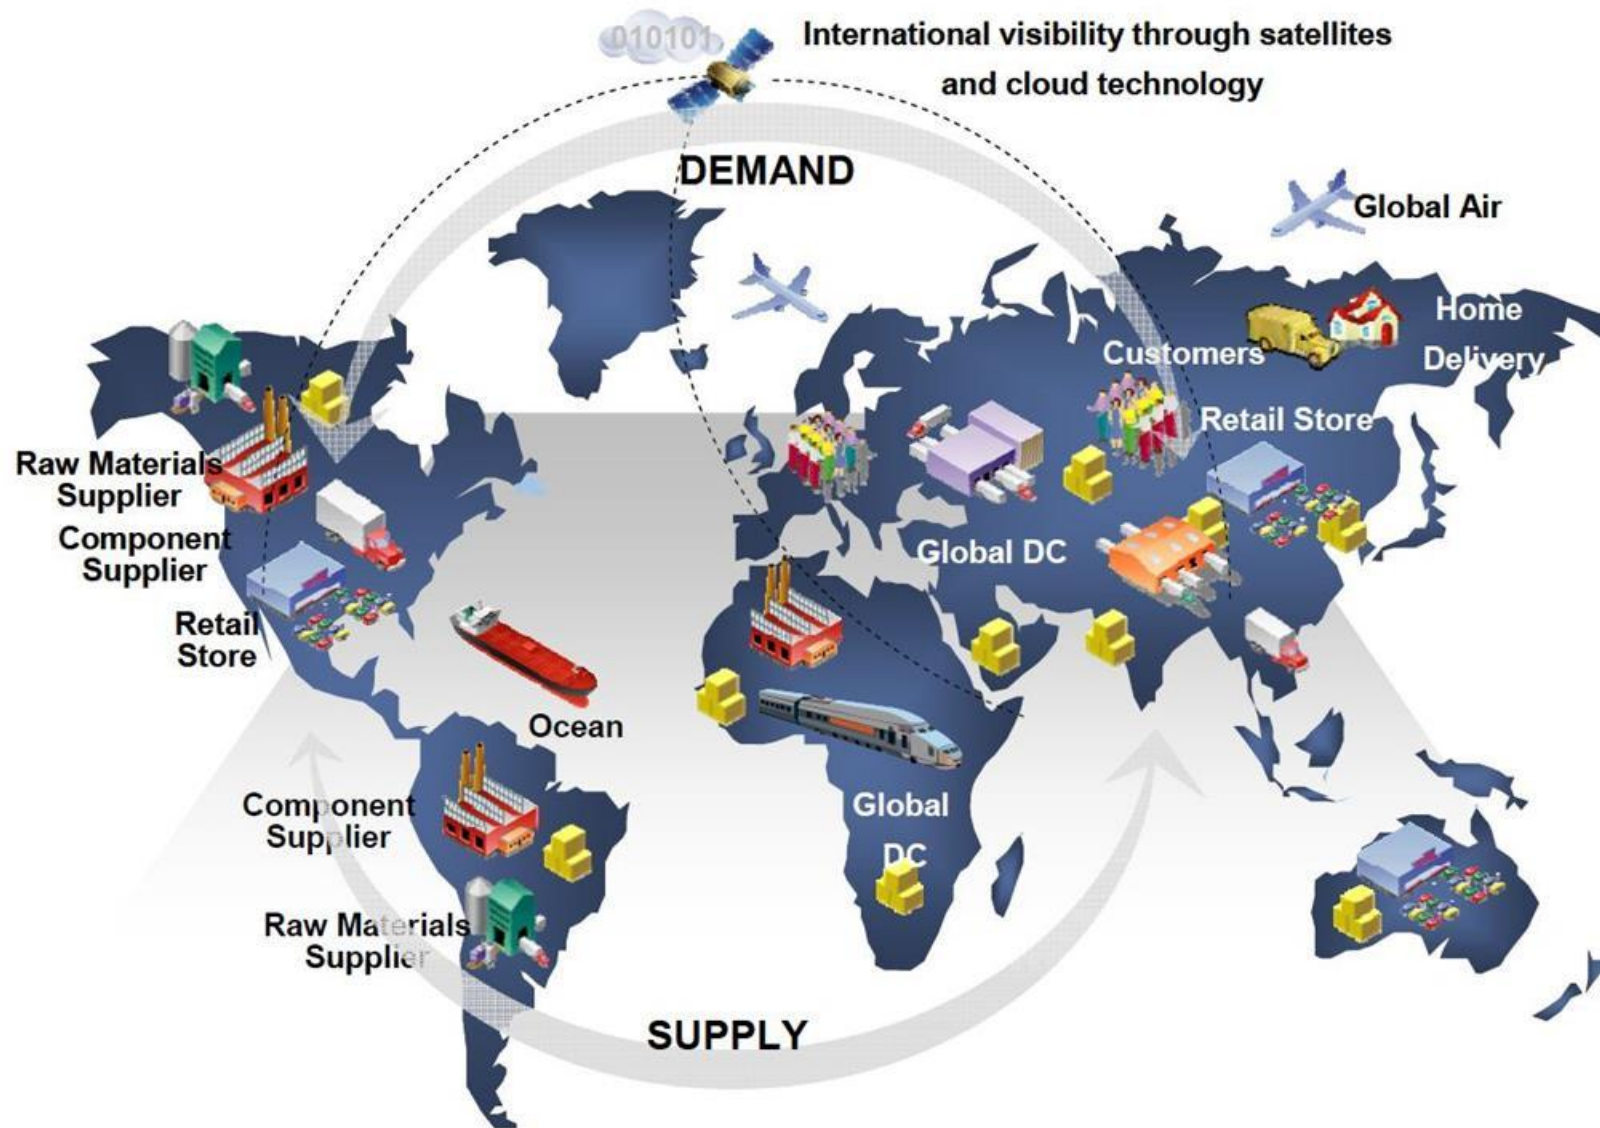 010101
International visibility through satellites
and cloud technology
DEMAND
Global Air
Home
Delivery
Customers
Retail Store
Raw Materials
Supplier
Component
Supplier
Global DC
Retail
Store
Ocean
Component
Supplier
Global
DC
Raw Materials
Supplier
SUPPLY